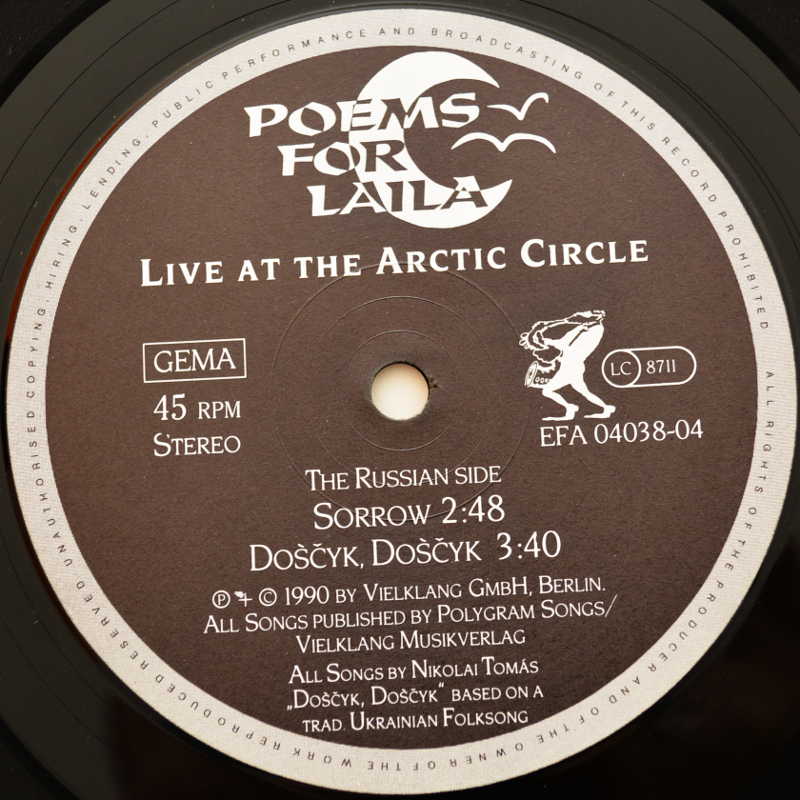 UNAUTHORISED COPYING, HIRING, LENDING, PUBLIC PERFORMANCE AND BROADCASTING OF THIS RECORD PROHIBITED
ALL RIGHTS OF THE PRODUCER AND OF THE OWNER OF THE WORK REPRODUCED RESERVED
POEMS
FOR
LAILA
LIVE AT THE ARCTIC CIRCLE
GEMA
LC 8711
45 RPM
EFA 04038-04
STEREO
THE RUSSIAN SIDE
SORROW 2:48
DOŠČYK, DOŠČYK 3:40
℗ + © 1990 BY VIELKLANG GMBH, BERLIN.
ALL SONGS PUBLISHED BY POLYGRAM SONGS/
VIELKLANG MUSIKVERLAG
ALL SONGS BY NIKOLAI TOMÁS
„DOŠČYK, DOŠČYK“ BASED ON A
TRAD. UKRAINIAN FOLKSONG